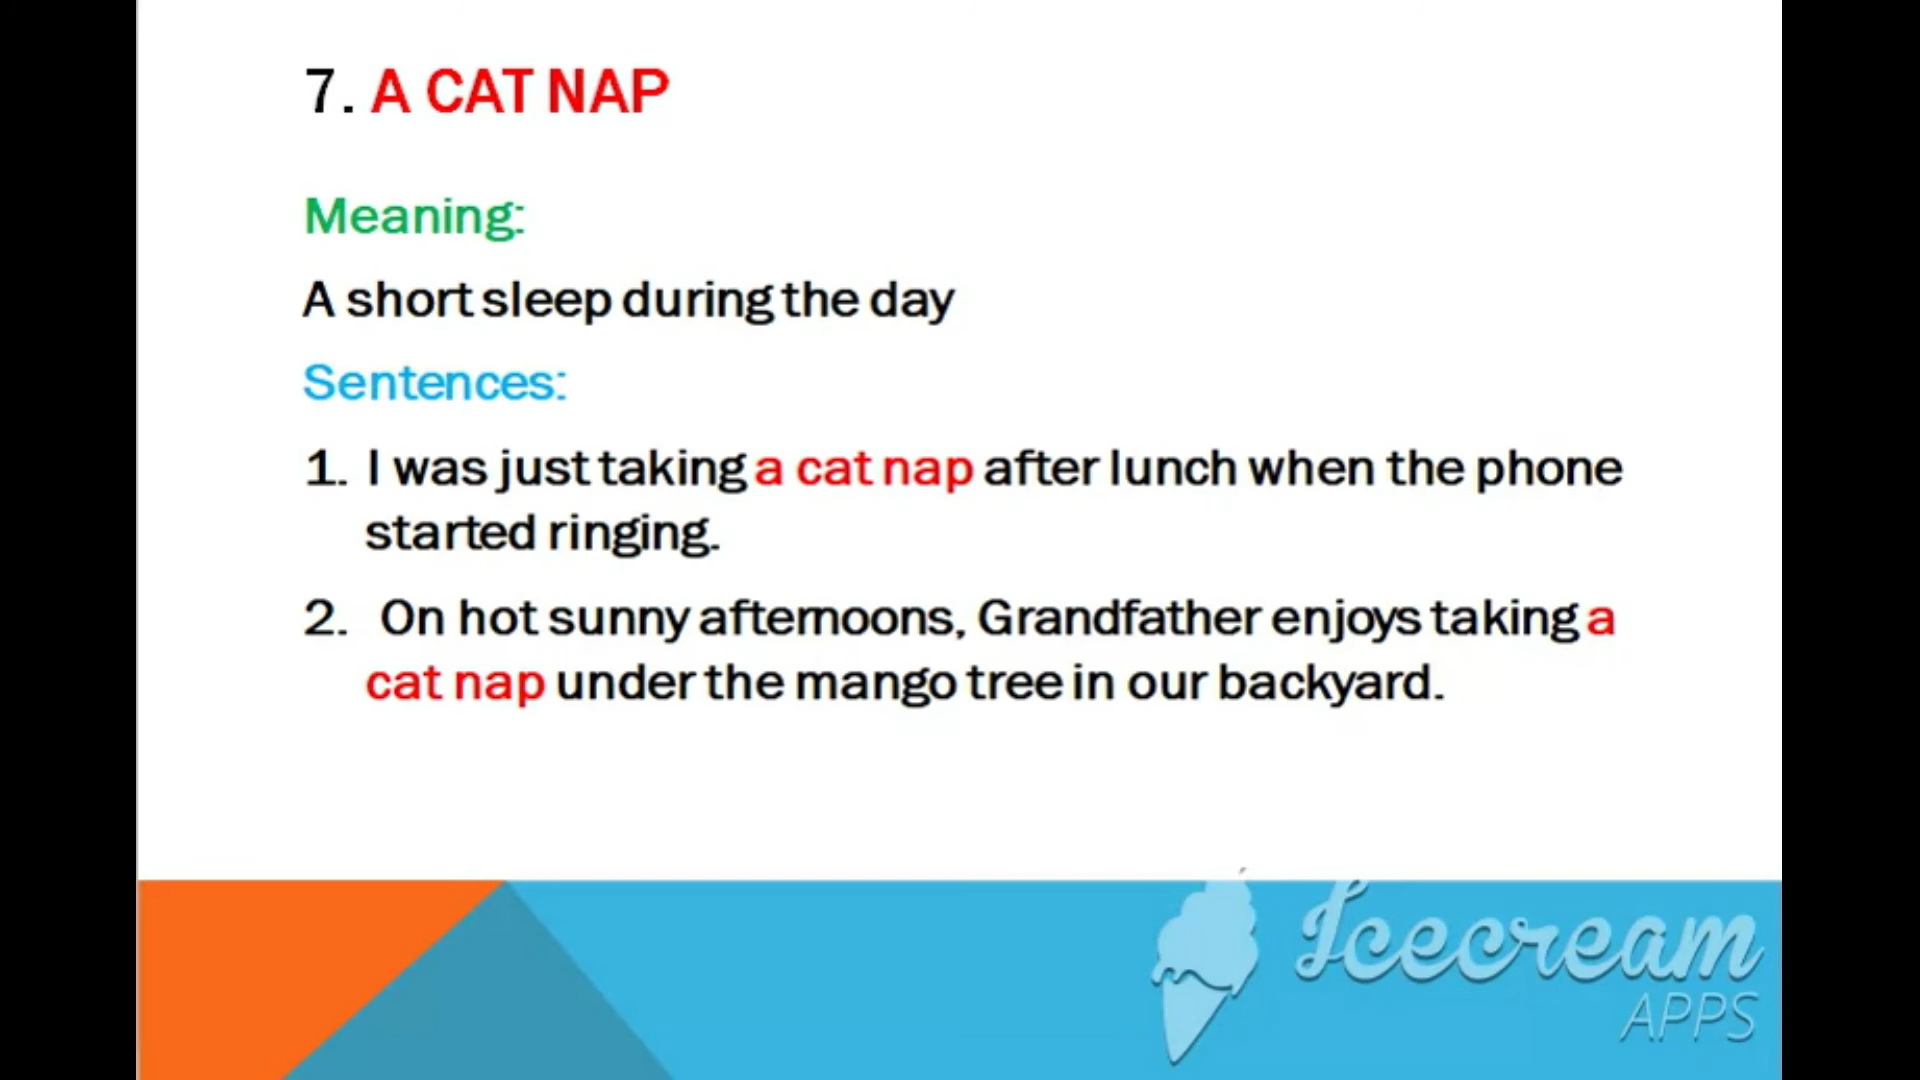 7. A CAT NAP
Meaning:
A short sleep during the day
Sentences:
1. I was just taking a cat nap after lunch when the phone
started ringing.
2. On hot sunny afternoons, Grandfather enjoys taking a
cat nap under the mango tree in our backyard.
Icecream
APPS